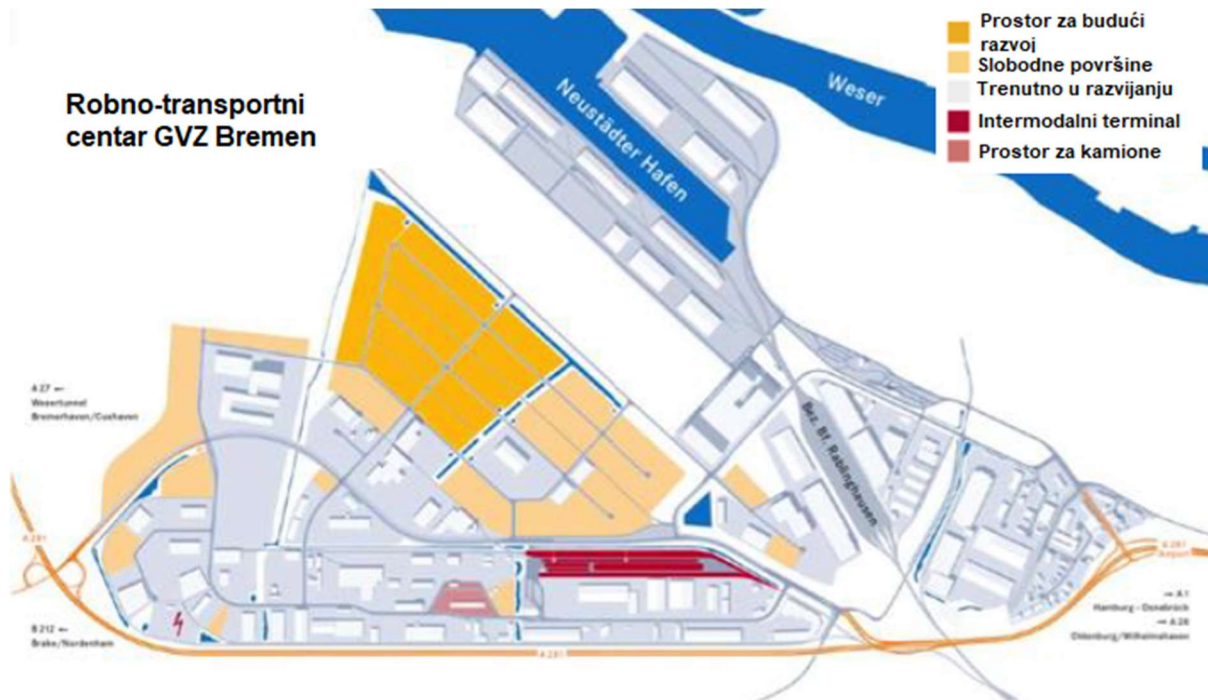 Robno-transportni
centar GVZ Bremen
Prostor za budući
razvoj
Slobodne površine
Trenutno u razvijanju
Intermodalni terminal
Prostor za kamione
Weser
Neustädter Hafen
Bez. Bf. Rablinghausen
A 27 ←
Wesertunnel
Bremerhaven/Cuxhaven
A 281
B 212 ←
Brake/Nordenham
A 281
A 281
Airport
→ A 1
Hamburg - Osnabrück
→ A 28
Oldenburg/Wilhelmshaven